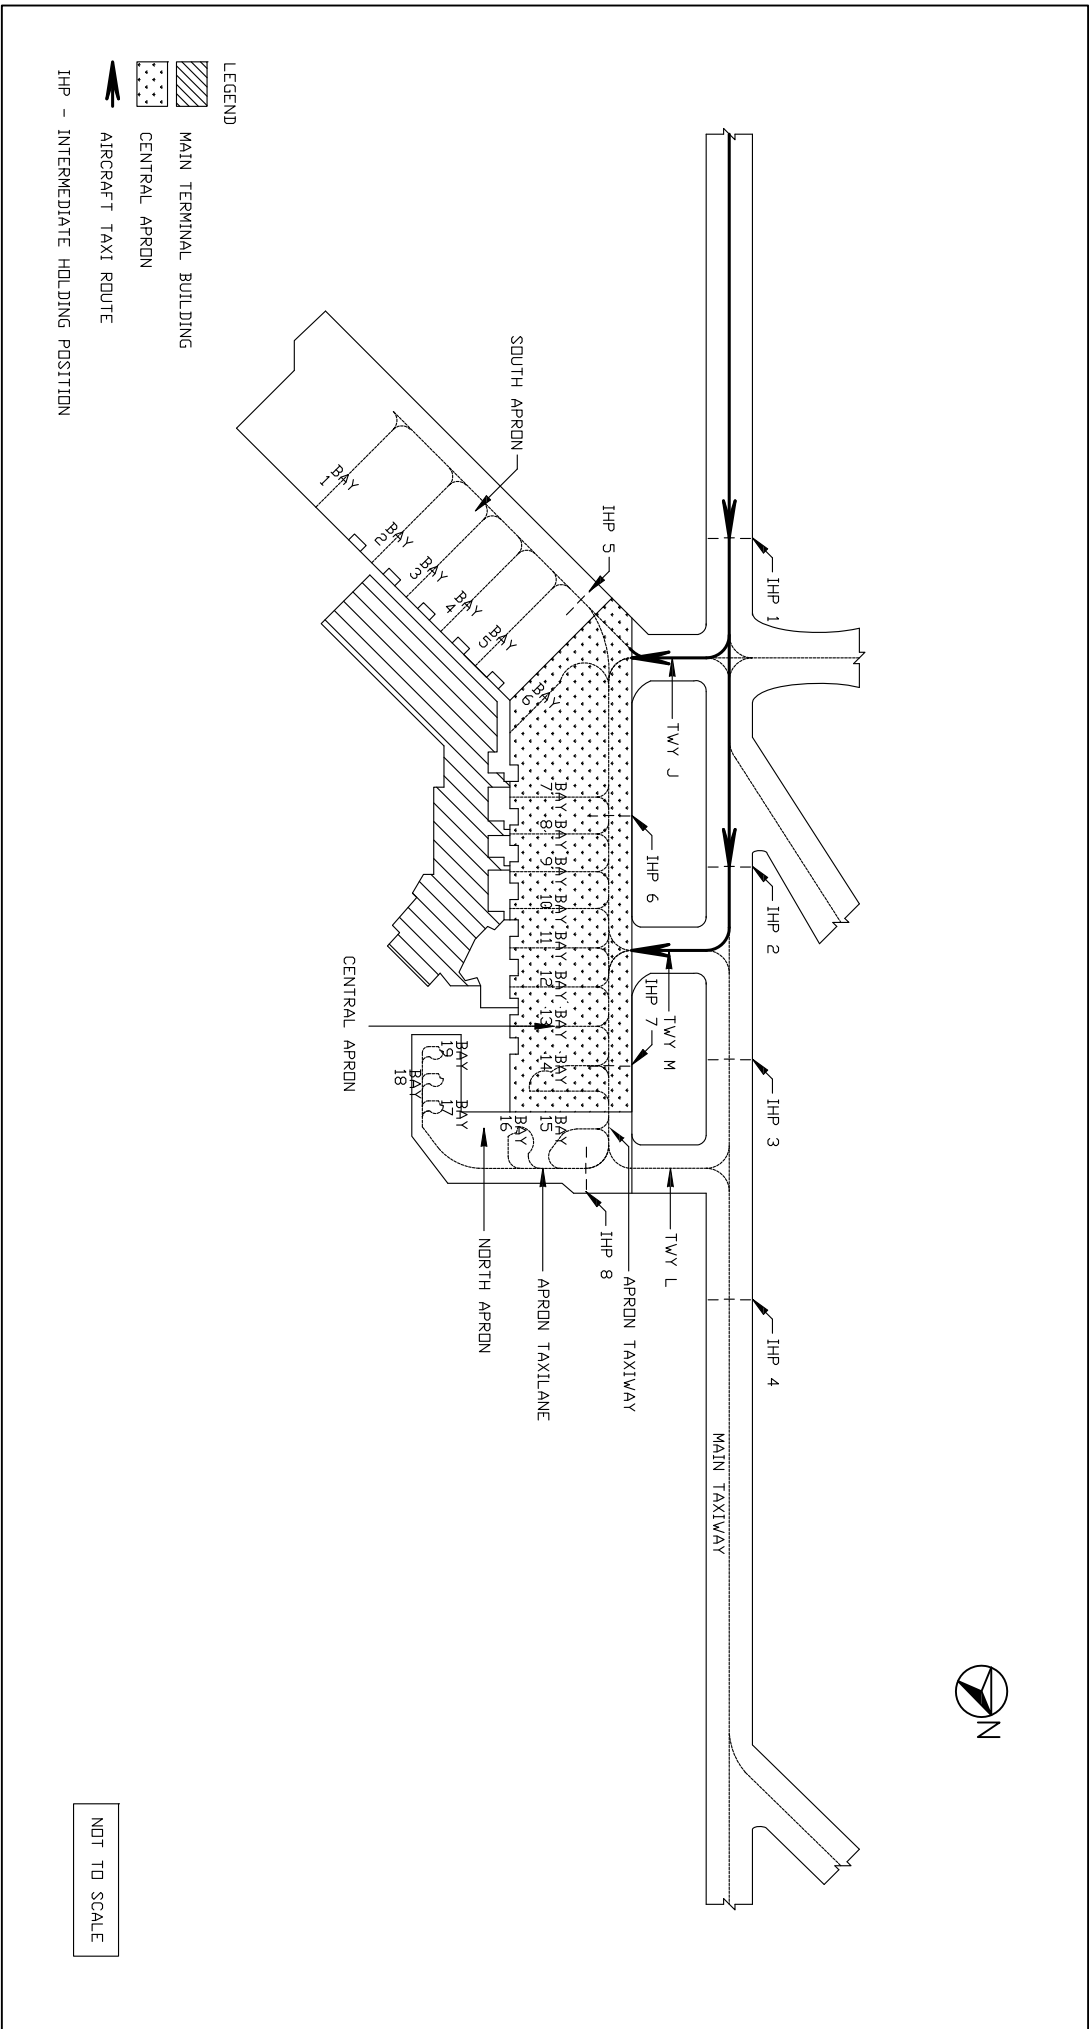 LEGEND
MAIN TERMINAL BUILDING
CENTRAL APRON
AIRCRAFT TAXI ROUTE
IHP - INTERMEDIATE HOLDING POSITION
IHP 1
IHP 2
IHP 3
IHP 4
MAIN TAXIWAY
TWY J
TWY M
TWY L
IHP 5
IHP 6
IHP 7
IHP 8
SOUTH APRON
APRON TAXIWAY
APRON TAXILANE
NORTH APRON
CENTRAL APRON
BAY 1
BAY 2
BAY 3
BAY 4
BAY 5
BAY 6
BAY 7
BAY 8
BAY 9
BAY 10
BAY 11
BAY 12
BAY 13
BAY 14
BAY 15
BAY 16
BAY 17
BAY 18
BAY 19
N
NOT TO SCALE